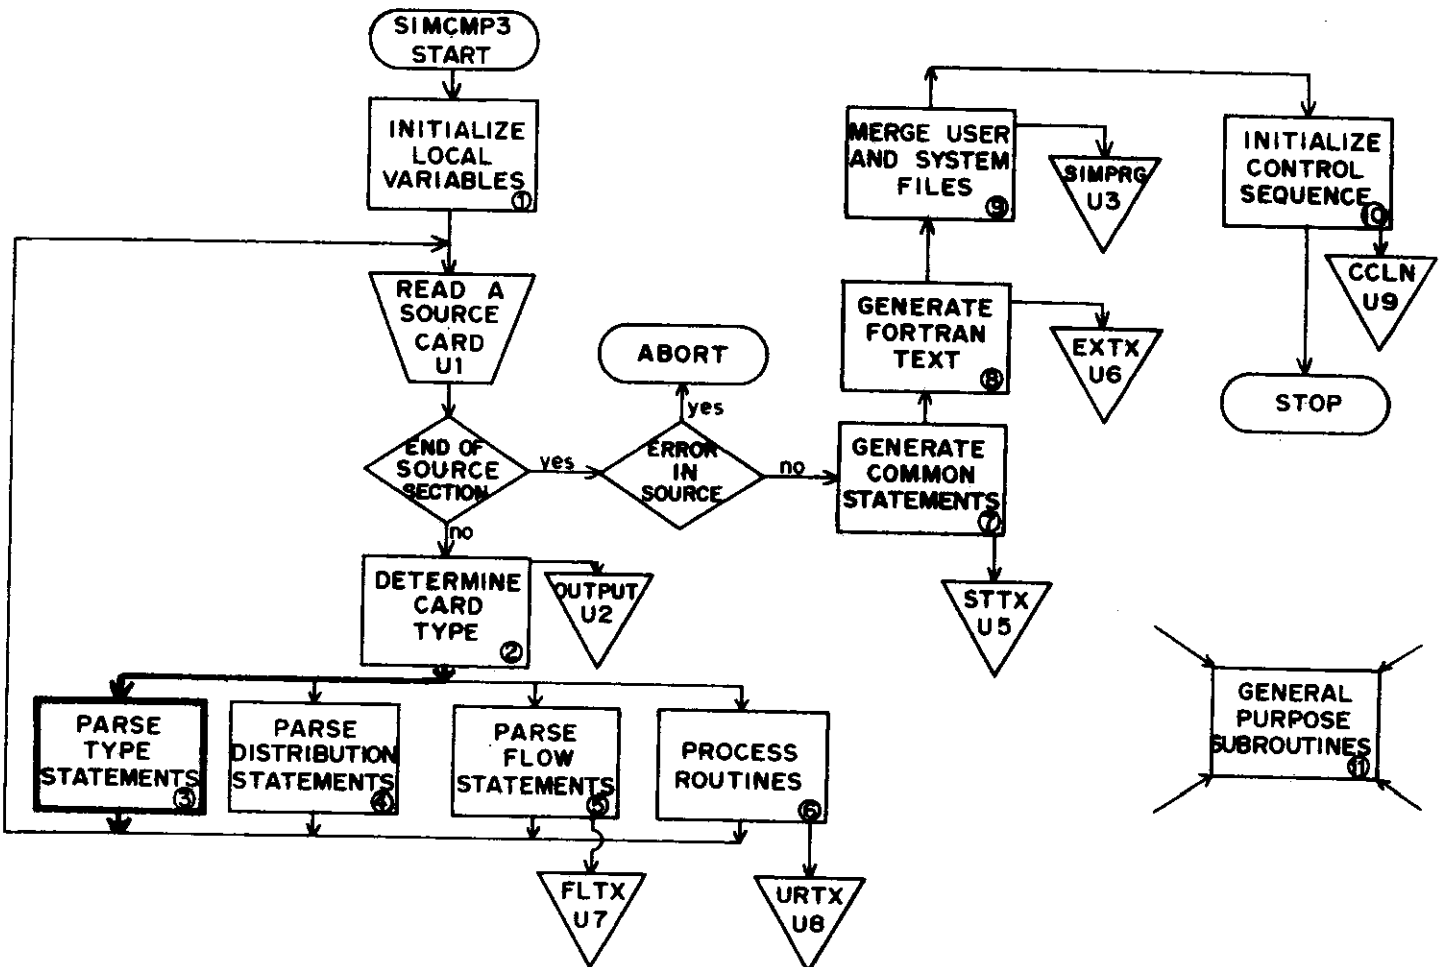 SIMCMP3
START
INITIALIZE
LOCAL
VARIABLES
①
READ A
SOURCE
CARD
U1
END OF
SOURCE
SECTION
yes
no
ERROR
IN
SOURCE
yes
no
ABORT
DETERMINE
CARD
TYPE
②
OUTPUT
U2
PARSE
TYPE
STATEMENTS
③
PARSE
DISTRIBUTION
STATEMENTS
④
PARSE
FLOW
STATEMENTS
⑤
PROCESS
ROUTINES
⑥
FLTX
U7
URTX
U8
GENERATE
COMMON
STATEMENTS
⑦
STTX
U5
GENERATE
FORTRAN
TEXT
⑧
EXTX
U6
MERGE USER
AND SYSTEM
FILES
⑨
SIMPRG
U3
INITIALIZE
CONTROL
SEQUENCE
⑩
CCLN
U9
STOP
GENERAL
PURPOSE
SUBROUTINES
⑪